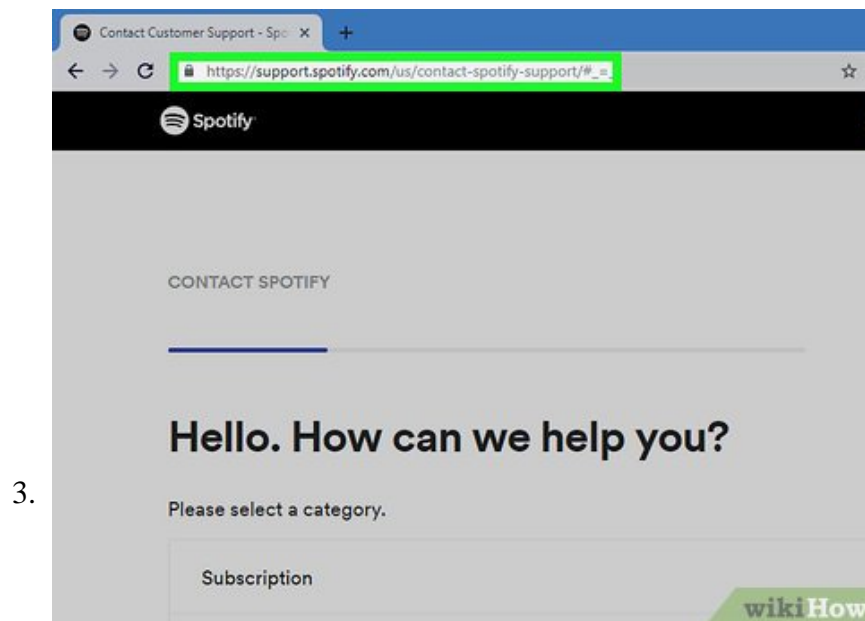 Contact Customer Support - Spo
https://support.spotify.com/us/contact-spotify-support/#_=_
Spotify
CONTACT SPOTIFY
Hello. How can we help you?
3.
Please select a category.
Subscription
wikiHow